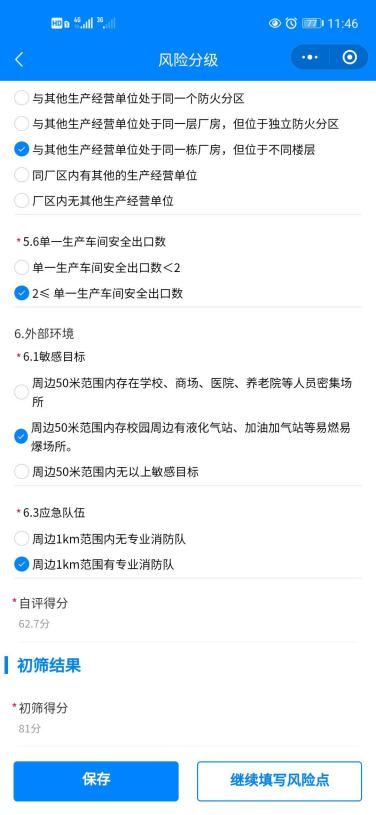 HD 4G 3G 77 11:46
风险分级
与其他生产经营单位处于同一个防火分区
与其他生产经营单位处于同一层厂房，但位于独立防火分区
与其他生产经营单位处于同一栋厂房，但位于不同楼层
同厂区内有其他的生产经营单位
厂区内无其他生产经营单位
*5.6单一生产车间安全出口数
单一生产车间安全出口数＜2
2≤ 单一生产车间安全出口数
6.外部环境
*6.1敏感目标
周边50米范围内存在学校、商场、医院、养老院等人员密集场
所
周边50米范围内存校园周边有液化气站、加油加气站等易燃易
爆场所。
周边50米范围内无以上敏感目标
*6.3应急队伍
周边1km范围内无专业消防队
周边1km范围有专业消防队
*自评得分
62.7分
初筛结果
*初筛得分
81分
保存 继续填写风险点